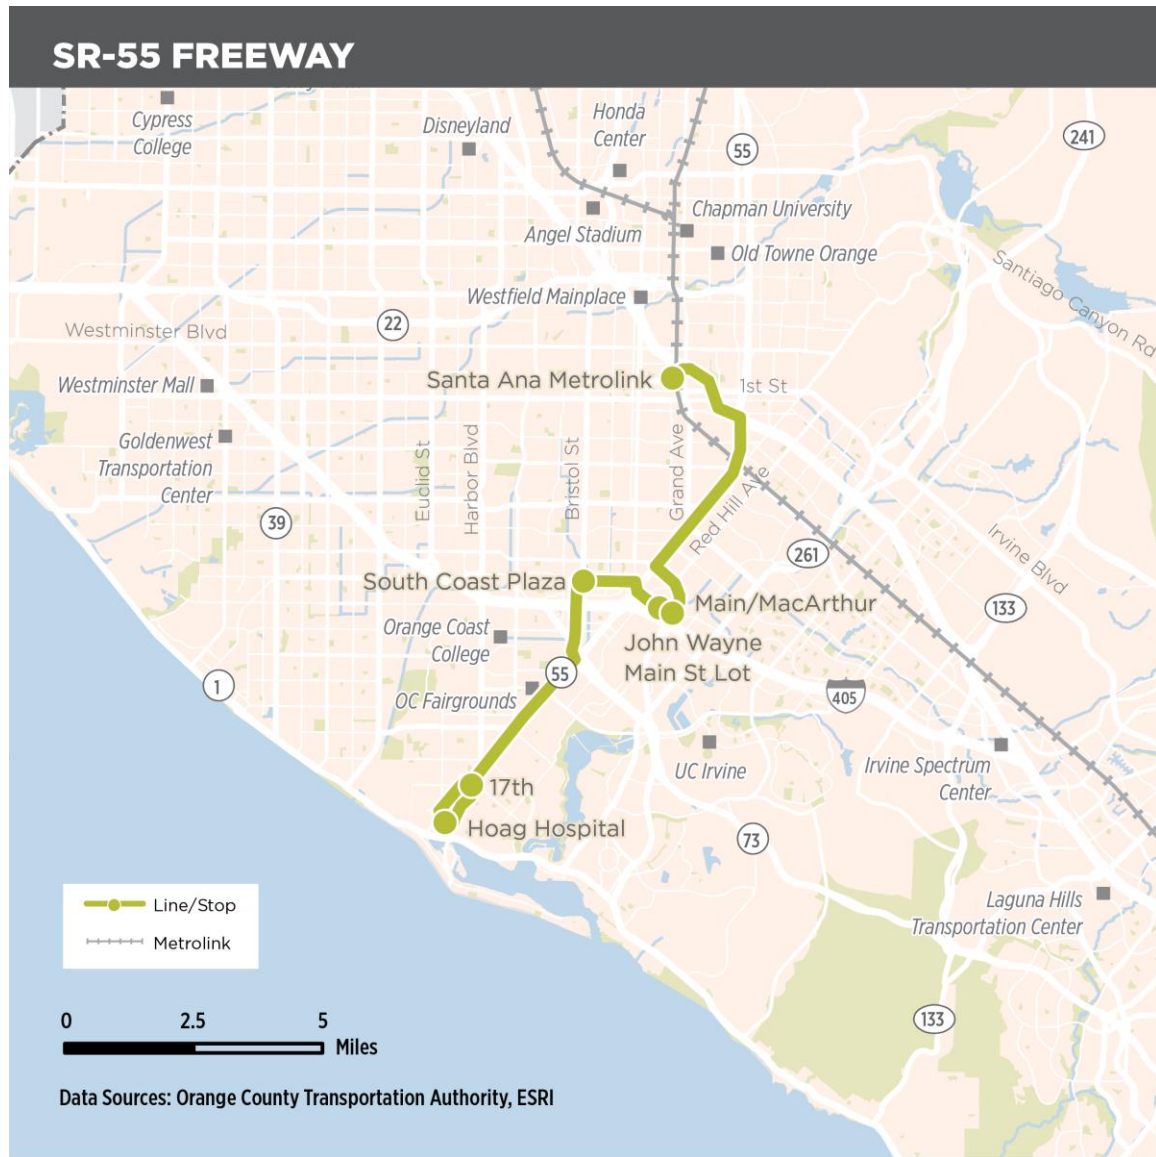 SR-55 FREEWAY
Cypress
College
Disneyland
Honda
Center
55
241
Chapman University
Angel Stadium
Old Towne Orange
Santiago Canyon Rd
Westfield Mainplace
22
Westminster Blvd
Santa Ana Metrolink
1st St
Westminster Mall
Goldenwest
Transportation
Center
Euclid St
Harbor Blvd
Bristol St
Grand Ave
Red Hill Ave
39
261
Irvine Blvd
133
South Coast Plaza
Main/MacArthur
Orange Coast
College
John Wayne
Main St Lot
1
55
OC Fairgrounds
405
UC Irvine
Irvine Spectrum
Center
17th
Hoag Hospital
73
Laguna Hills
Transportation Center
Line/Stop
Metrolink
133
0 2.5 5
Miles
Data Sources: Orange County Transportation Authority, ESRI